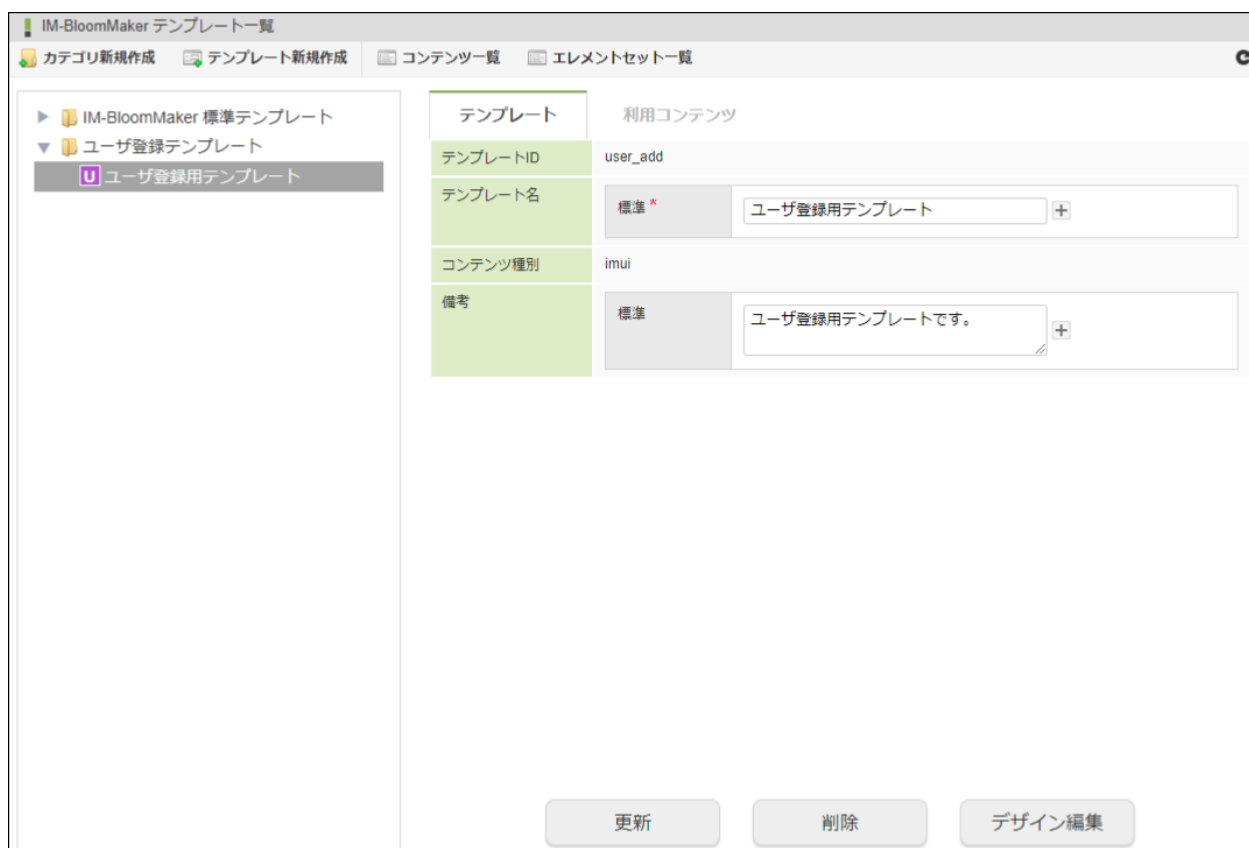 IM-BloomMaker テンプレート一覧
カテゴリ新規作成 テンプレート新規作成 コンテンツ一覧 エレメントセット一覧
IM-BloomMaker 標準テンプレート
ユーザ登録テンプレート
U ユーザ登録用テンプレート
テンプレート 利用コンテンツ
テンプレートID user_add
テンプレート名 標準 * ユーザ登録用テンプレート
コンテンツ種別 imui
備考 標準 ユーザ登録用テンプレートです。
更新 削除 デザイン編集